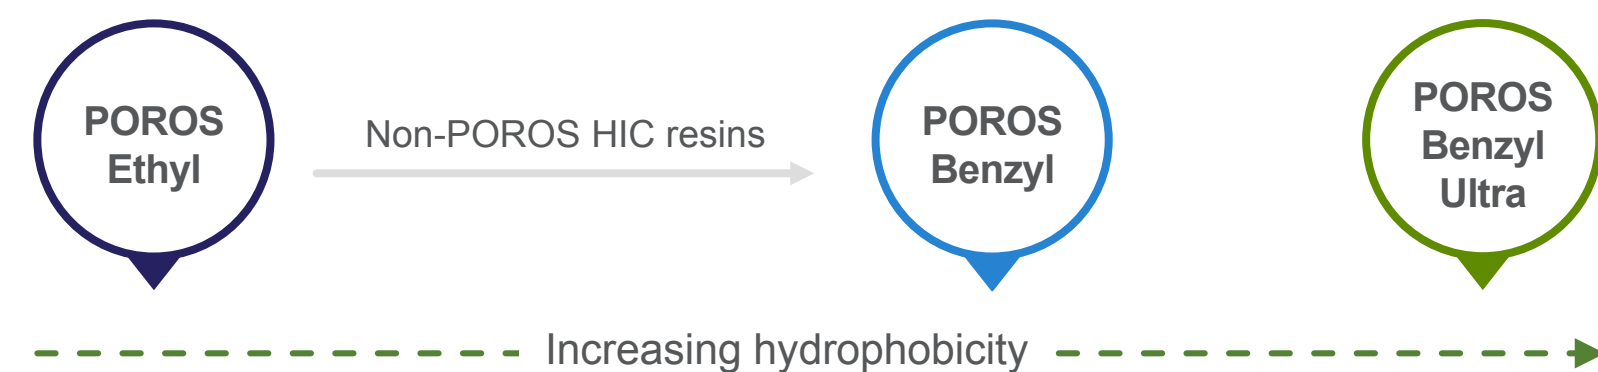 POROS
Ethyl
Non-POROS HIC resins
POROS
Benzyl
POROS
Benzyl
Ultra
Increasing hydrophobicity